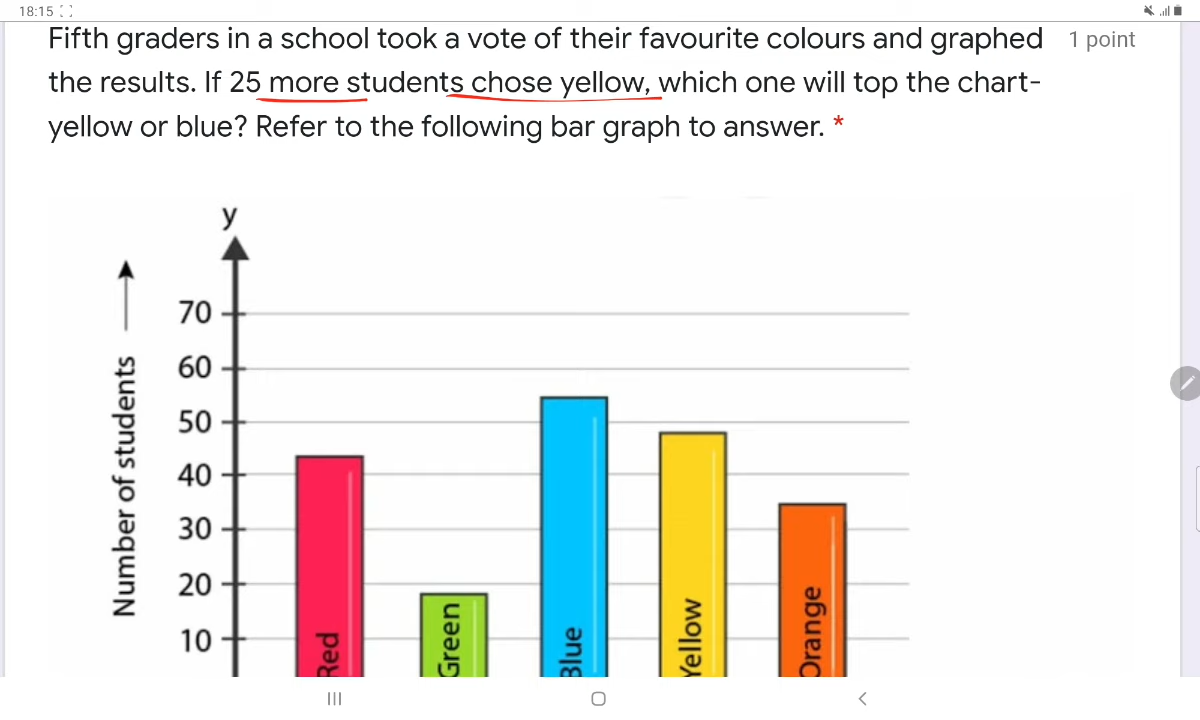 18:15
Fifth graders in a school took a vote of their favourite colours and graphed
1 point
the results. If 25 more students chose yellow, which one will top the chart-
yellow or blue? Refer to the following bar graph to answer. *
y
Number of students
70
60
50
40
30
20
10
Red
Green
Blue
Yellow
Orange